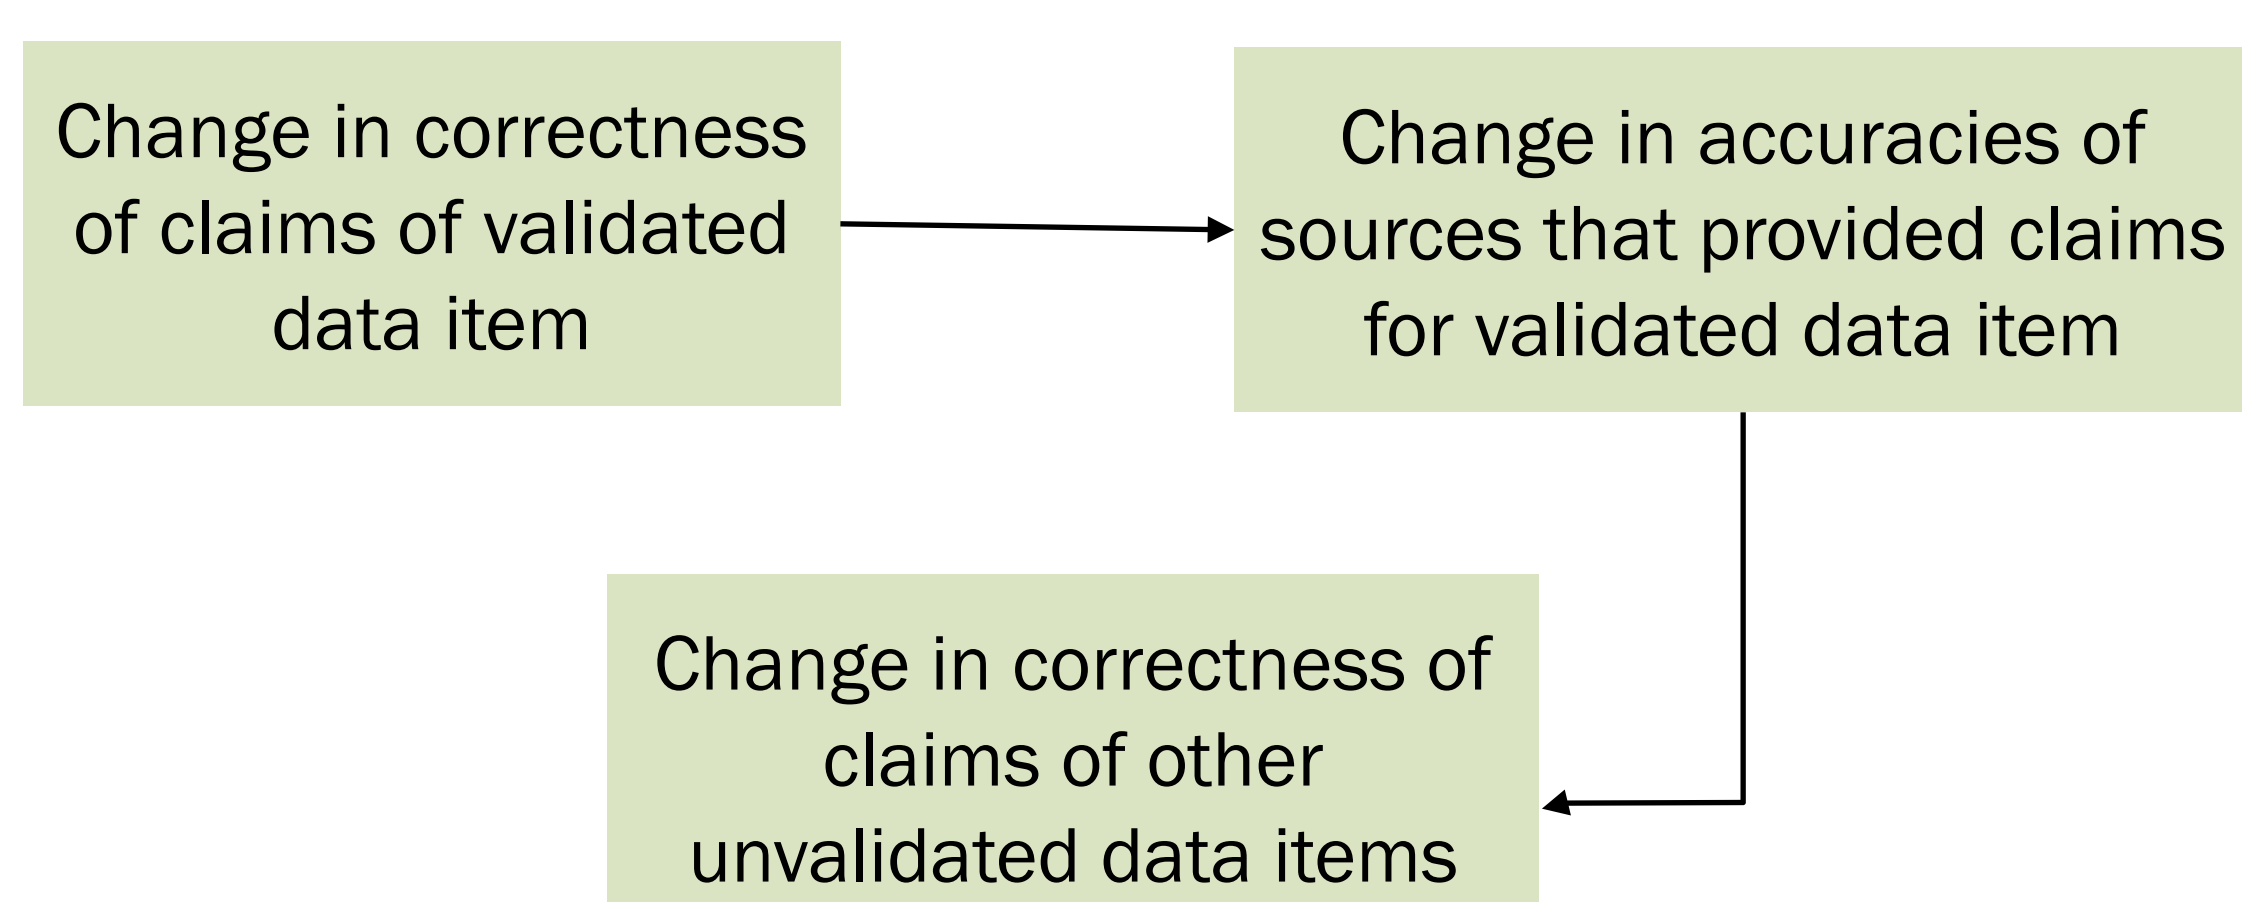 Change in correctness
of claims of validated
data item
Change in accuracies of
sources that provided claims
for validated data item
Change in correctness of
claims of other
unvalidated data items